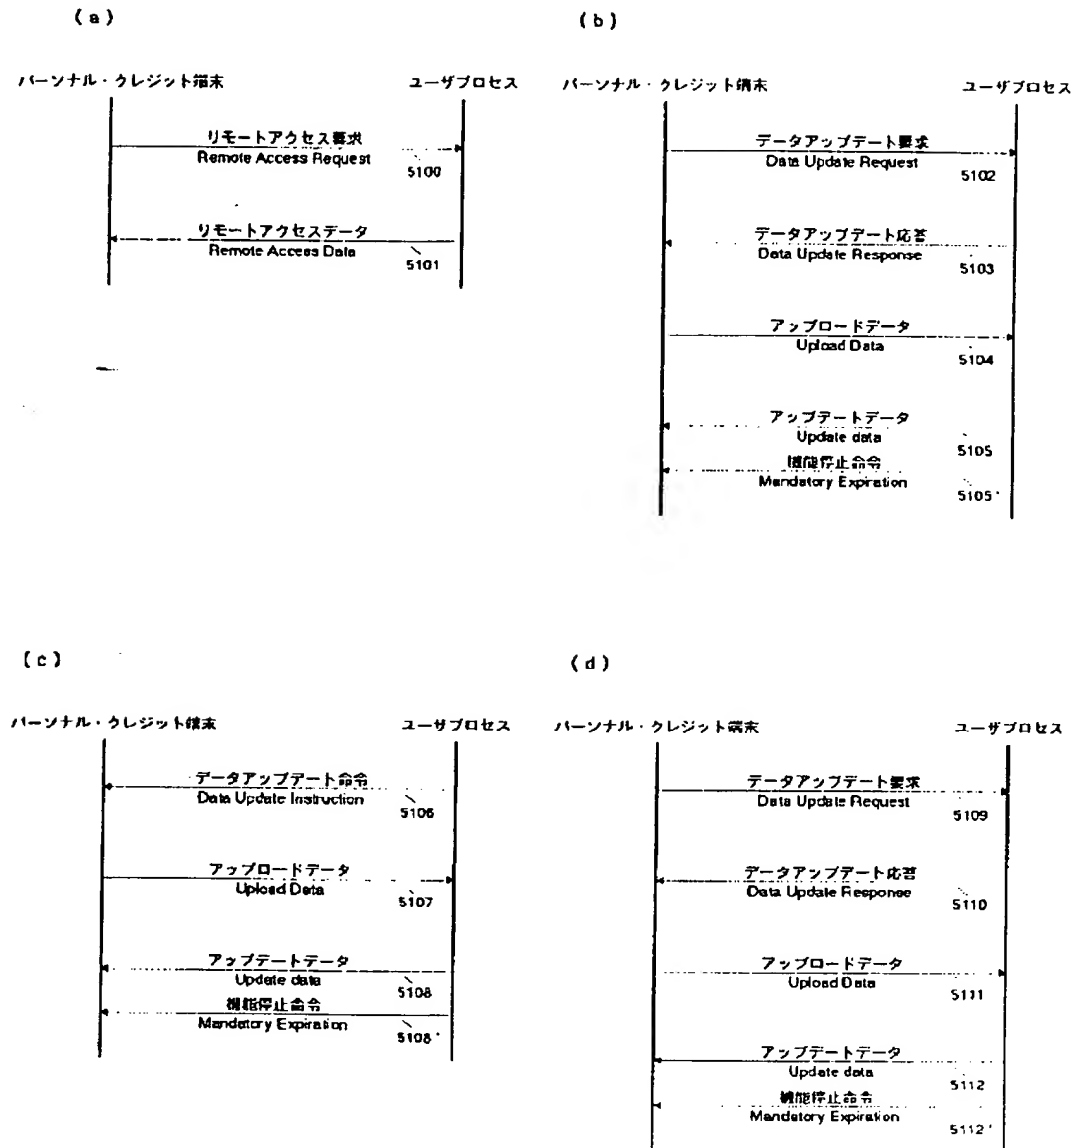 (a)
パーソナル・クレジット端末 ユーザプロセス
リモートアクセス要求
Remote Access Request
5100
リモートアクセスデータ
Remote Access Data
5101
(b)
パーソナル・クレジット端末 ユーザプロセス
データアップデート要求
Data Update Request
5102
データアップデート応答
Data Update Response
5103
アップロードデータ
Upload Data
5104
アップデートデータ
Update data
5105
機能停止命令
Mandatory Expiration
5105'
(c)
パーソナル・クレジット端末 ユーザプロセス
データアップデート命令
Data Update Instruction
5106
アップロードデータ
Upload Data
5107
アップデートデータ
Update data
5108
機能停止命令
Mandatory Expiration
5108'
(d)
パーソナル・クレジット端末 ユーザプロセス
データアップデート要求
Data Update Request
5109
データアップデート応答
Data Update Response
5110
アップロードデータ
Upload Data
5111
アップデートデータ
Update data
5112
機能停止命令
Mandatory Expiration
5112'